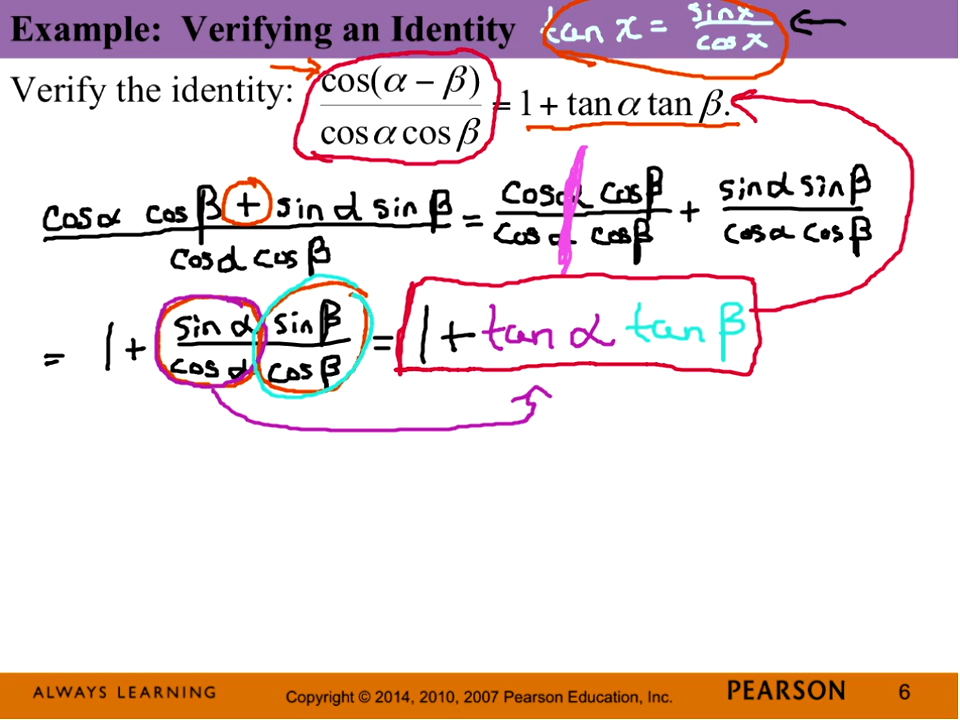 Example: Verifying an Identity tan x = sin x / cos x
Verify the identity: cos(α − β) / cos α cos β = 1 + tan α tan β.
cos α cos β + sin α sin β / cos α cos β = cos α cos β / cos α cos β + sin α sin β / cos α cos β
= 1 + sin α / cos α sin β / cos β = 1 + tan α tan β
ALWAYS LEARNING Copyright © 2014, 2010, 2007 Pearson Education, Inc. PEARSON 6